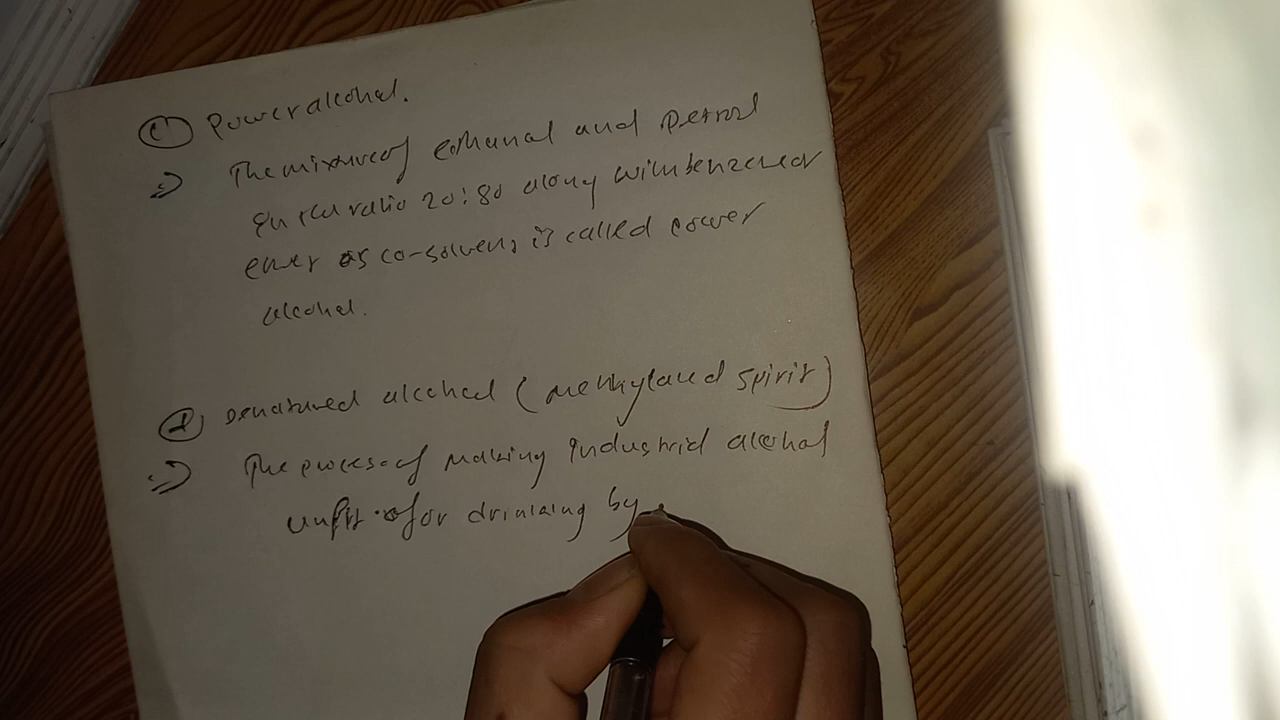 ① Power alcohol.
=> The mixture of ethanal and petrol
in the ratio 20:80 along with benzene or
ether as co-solvent is called power
alcohol.
② Denatured alcohol (methylated spirit)
=> The process of making industrial alcohol
unfit for drinking by